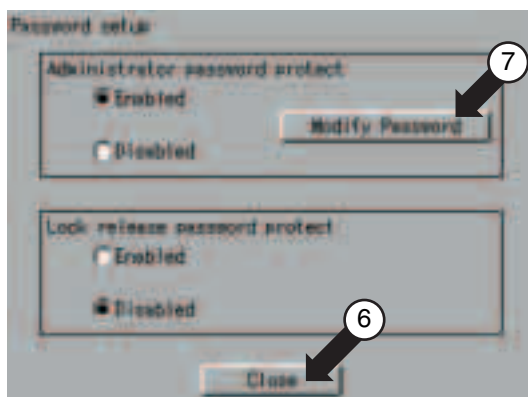 Password setup
Administrator password protect
7
Enabled
Modify Password
Disabled
Lock release password protect
Enabled
Disabled
6
Close